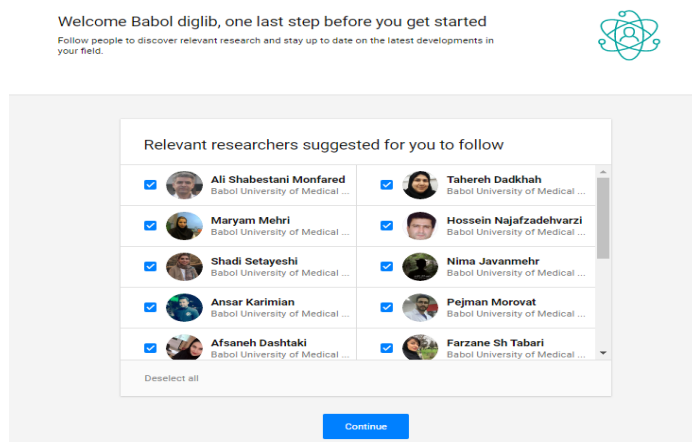 Welcome Babol diglib, one last step before you get started
Follow people to discover relevant research and stay up to date on the latest developments in
your field.
Relevant researchers suggested for you to follow
Ali Shabestani Monfared
Babol University of Medical ...
Tahereh Dadkhah
Babol University of Medical ...
Maryam Mehri
Babol University of Medical ...
Hossein Najafzadehvarzi
Babol University of Medical ...
Shadi Setayeshi
Babol University of Medical ...
Nima Javanmehr
Babol University of Medical ...
Ansar Karimian
Babol University of Medical ...
Pejman Morovat
Babol University of Medical ...
Afsaneh Dashtaki
Babol University of Medical ...
Farzane Sh Tabari
Babol University of Medical ...
Deselect all
Continue